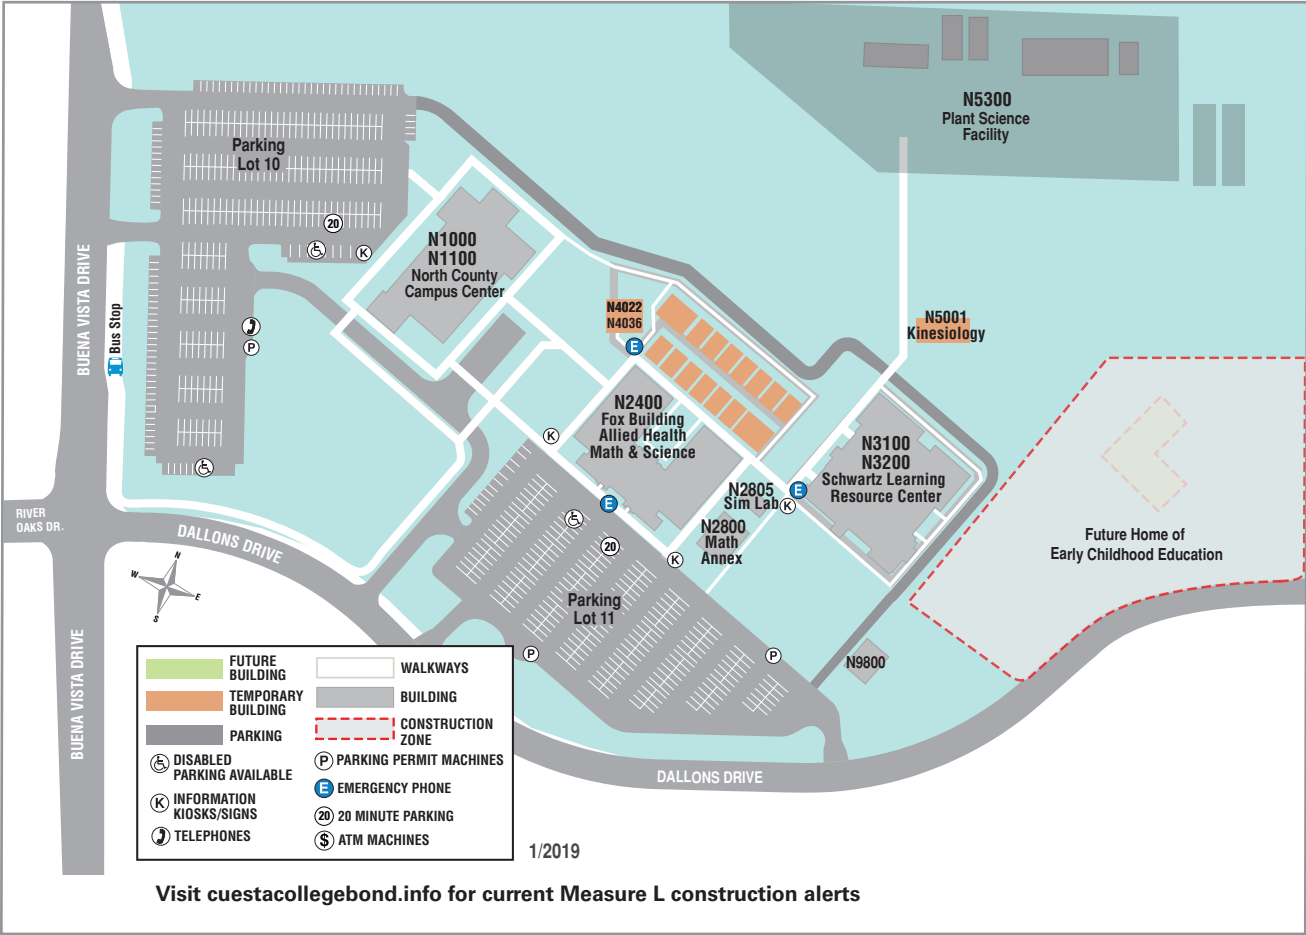 N5300
Plant Science
Facility
Parking
Lot 10
20
K
N1000
N1100
North County
Campus Center
BUENA VISTA DRIVE
Bus Stop
P
N4022
N4036
E
N5001
Kinesiology
N2400
Fox Building
Allied Health
Math & Science
K
N3100
N3200
Schwartz Learning
Resource Center
E
K
N2805
Sim Lab
E
N2800
Math
Annex
20
K
RIVER
OAKS DR.
DALLONS DRIVE
Future Home of
Early Childhood Education
N
W
E
S
Parking
Lot 11
P
P
N9800
BUENA VISTA DRIVE
DALLONS DRIVE
FUTURE
BUILDING
TEMPORARY
BUILDING
PARKING
DISABLED
PARKING AVAILABLE
K INFORMATION
KIOSKS/SIGNS
TELEPHONES
WALKWAYS
BUILDING
CONSTRUCTION
ZONE
P PARKING PERMIT MACHINES
E EMERGENCY PHONE
20 20 MINUTE PARKING
$ ATM MACHINES
1/2019
Visit cuestacollegebond.info for current Measure L construction alerts